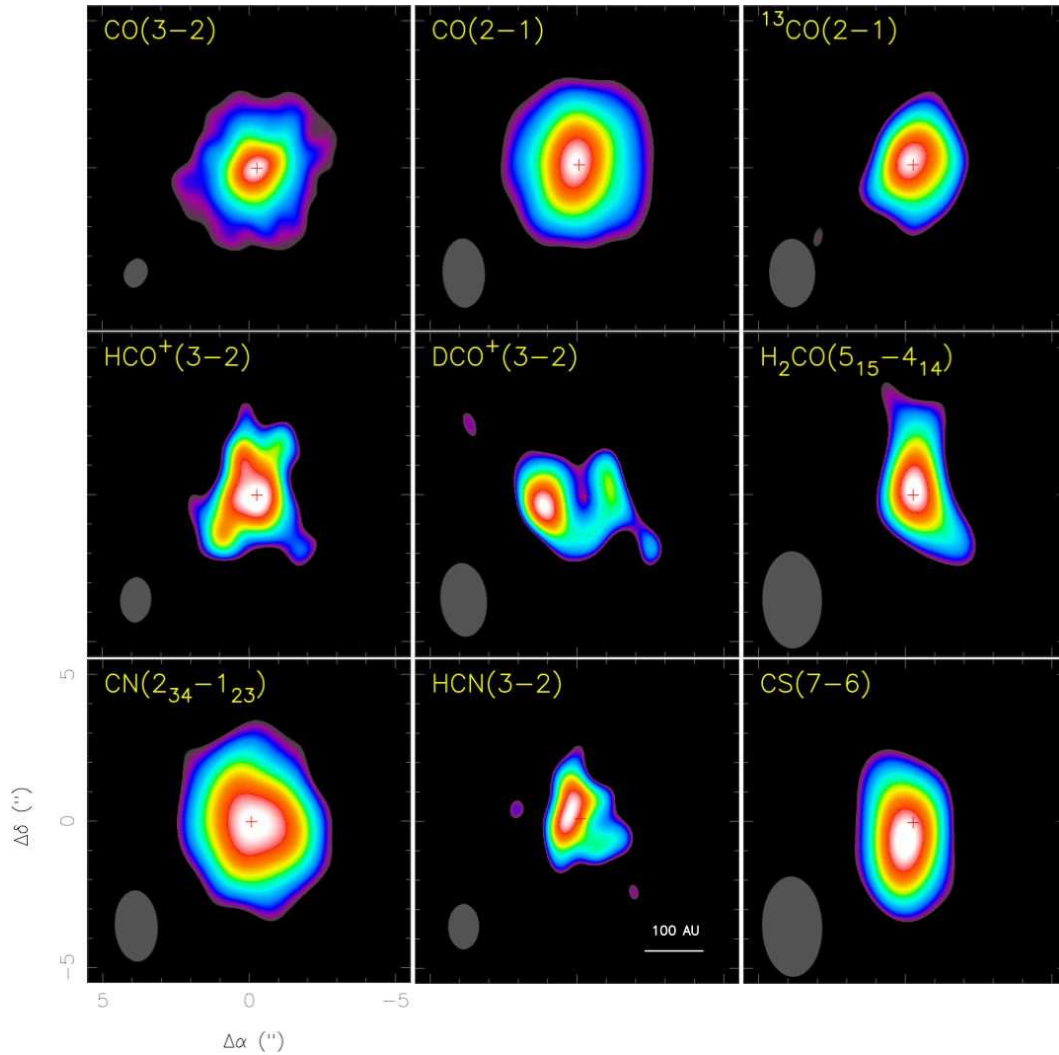 CO(3−2)
CO(2−1)
¹³CO(2−1)
HCO⁺(3−2)
DCO⁺(3−2)
H₂CO(5₁₅−4₁₄)
CN(2₃₄−1₂₃)
HCN(3−2)
CS(7−6)
100 AU
5
0
−5
Δδ (")
5
0
−5
Δα (")